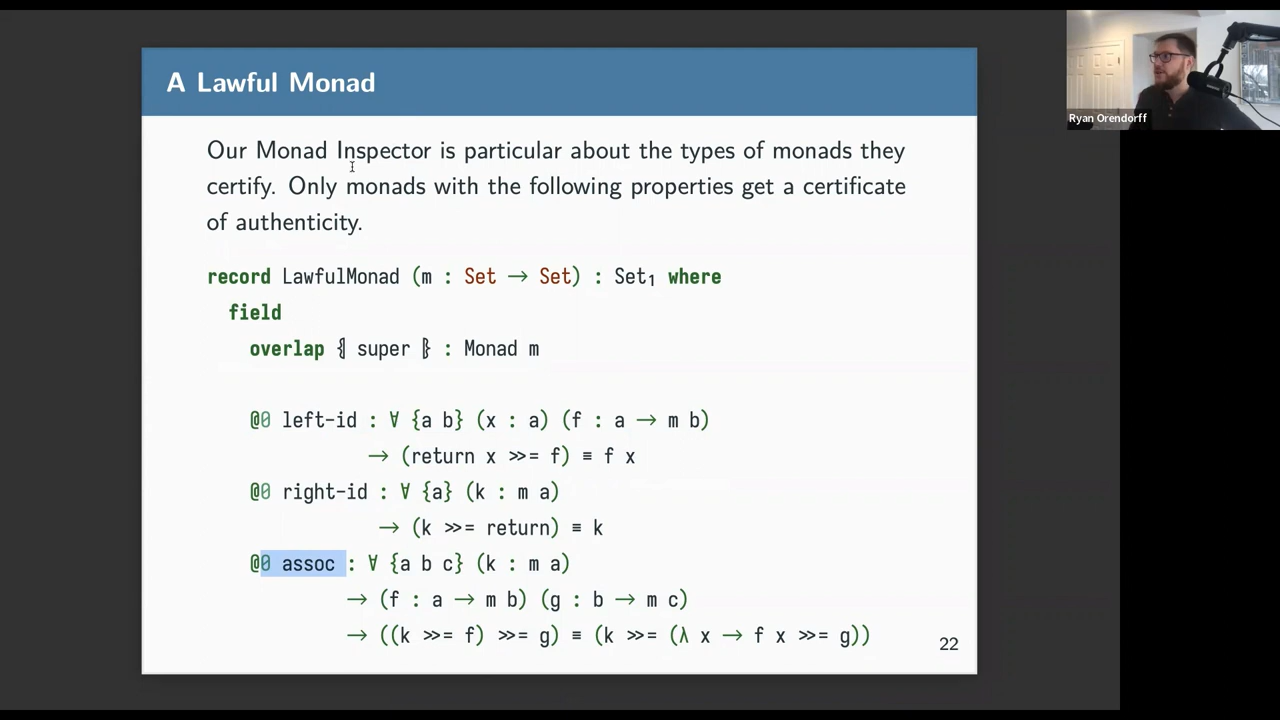 A Lawful Monad
Our Monad Inspector is particular about the types of monads they
certify. Only monads with the following properties get a certificate
of authenticity.
record LawfulMonad (m : Set → Set) : Set₁ where
field
overlap ⦃ super ⦄ : Monad m
@0 left-id : ∀ {a b} (x : a) (f : a → m b)
→ (return x >>= f) ≡ f x
@0 right-id : ∀ {a} (k : m a)
→ (k >>= return) ≡ k
@0 assoc : ∀ {a b c} (k : m a)
→ (f : a → m b) (g : b → m c)
→ ((k >>= f) >>= g) ≡ (k >>= (λ x → f x >>= g))
22
Ryan Orendorff